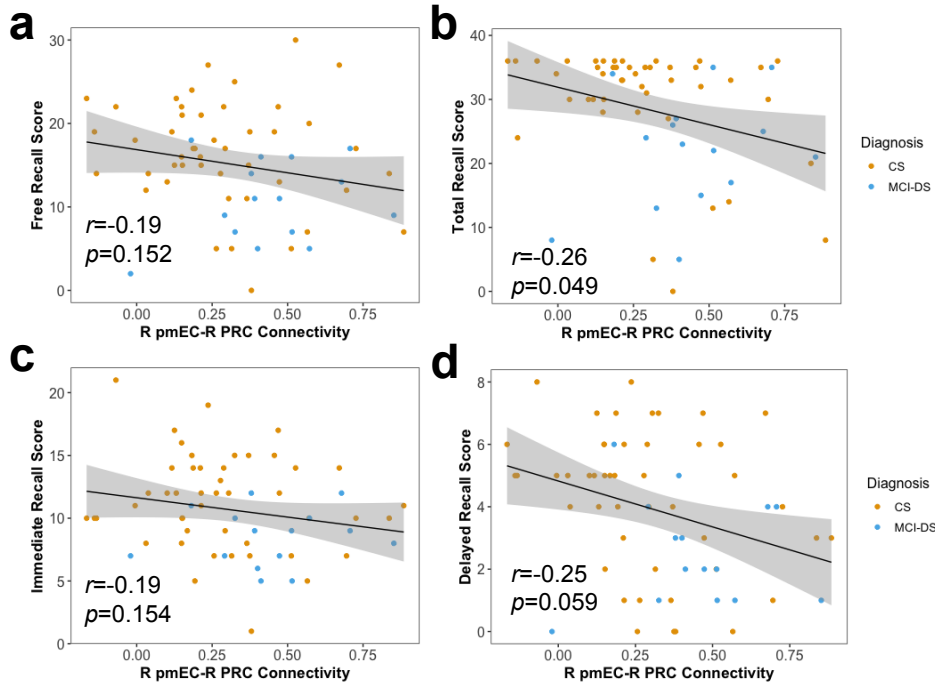 a
30
20
10
0
Free Recall Score
r=-0.19
p=0.152
0.00 0.25 0.50 0.75
R pmEC-R PRC Connectivity
b
40
30
20
10
0
Total Recall Score
r=-0.26
p=0.049
0.00 0.25 0.50 0.75
R pmEC-R PRC Connectivity
Diagnosis
CS
MCI-DS
c
20
15
10
5
0
Immediate Recall Score
r=-0.19
p=0.154
0.00 0.25 0.50 0.75
R pmEC-R PRC Connectivity
d
8
6
4
2
0
Delayed Recall Score
r=-0.25
p=0.059
0.00 0.25 0.50 0.75
R pmEC-R PRC Connectivity
Diagnosis
CS
MCI-DS